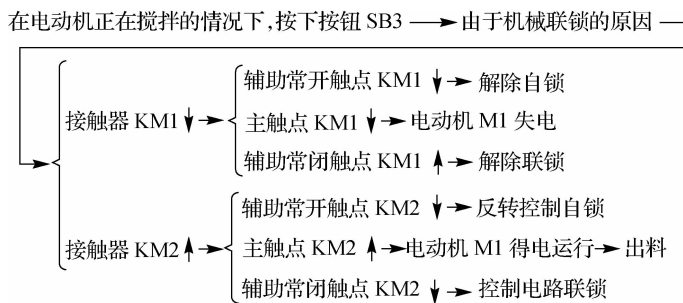 在电动机正在搅拌的情况下,按下按钮 SB3 → 由于机械联锁的原因
辅助常开触点 KM1 ↓ → 解除自锁
接触器 KM1 ↓ → 主触点 KM1 ↓ → 电动机 M1 失电
辅助常闭触点 KM1 ↑ → 解除联锁
辅助常开触点 KM2 ↓ → 反转控制自锁
接触器 KM2 ↑ → 主触点 KM2 ↑ → 电动机 M1 得电运行 → 出料
辅助常闭触点 KM2 ↓ → 控制电路联锁